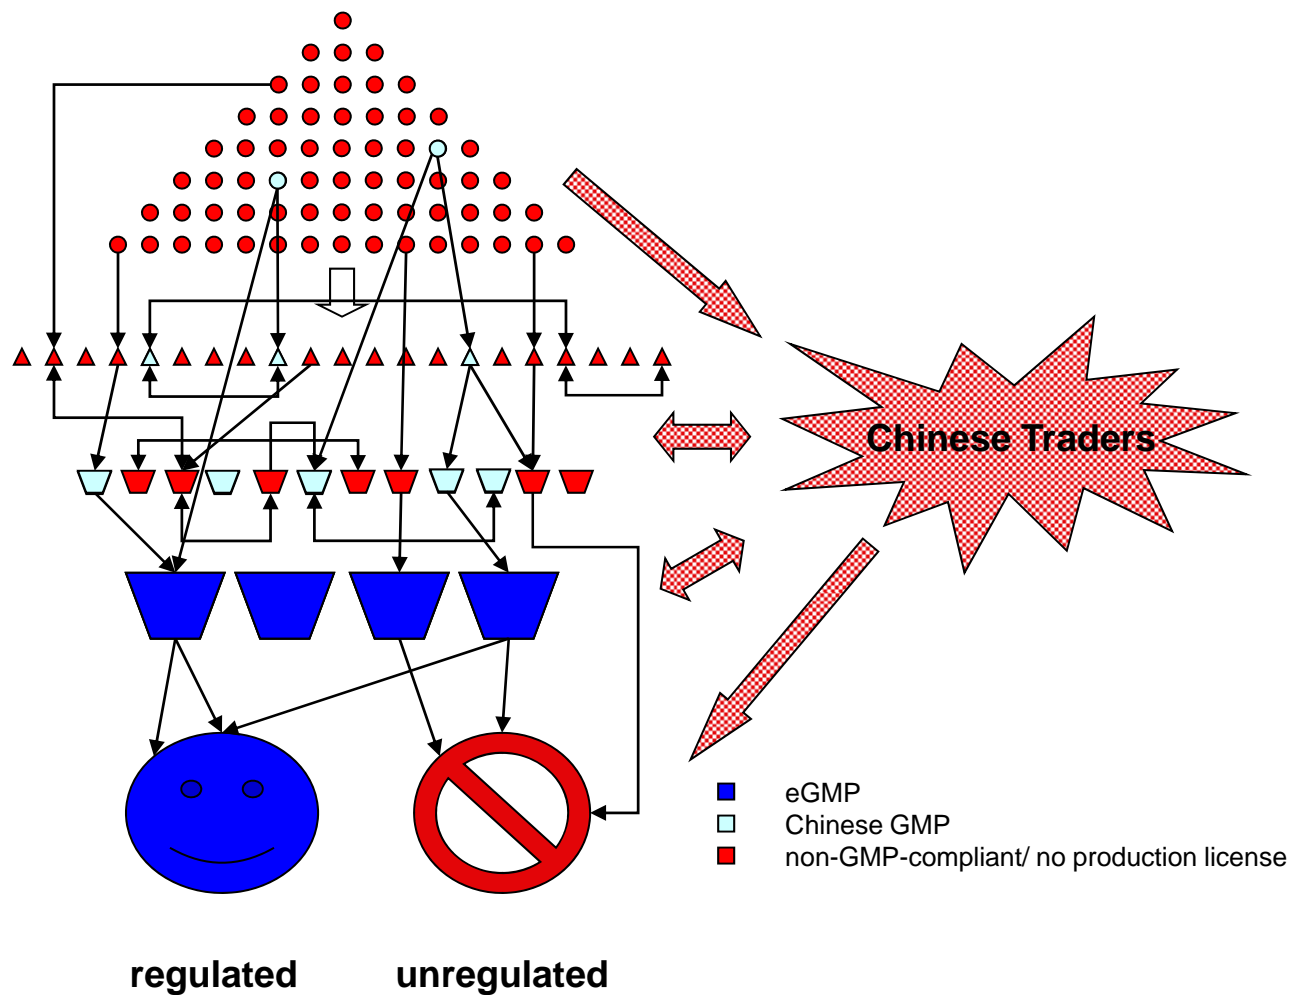 Chinese Traders
eGMP
Chinese GMP
non-GMP-compliant/ no production license
regulated
unregulated